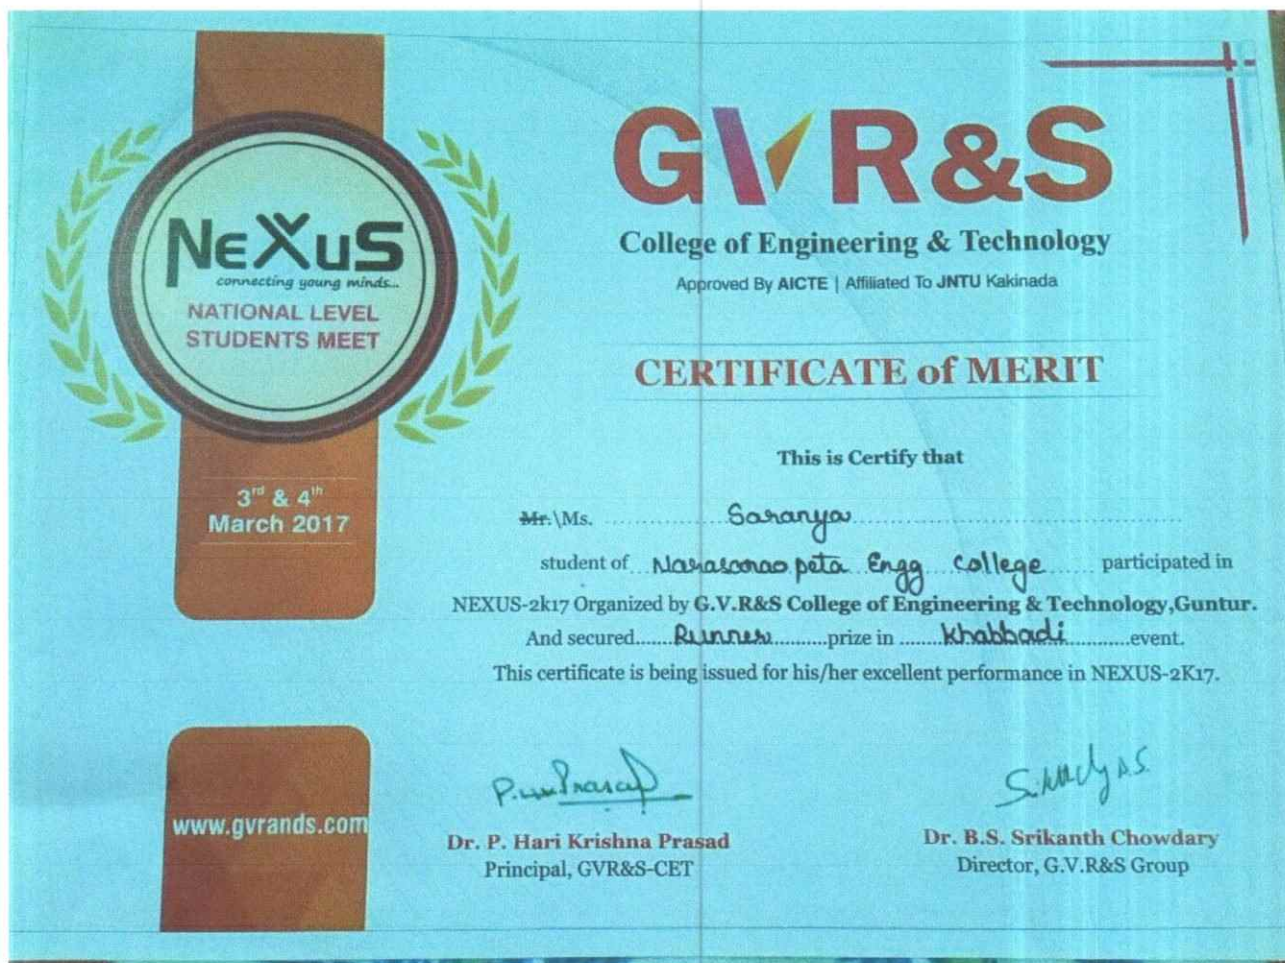 NeXuS
connecting young minds...
NATIONAL LEVEL
STUDENTS MEET
3rd & 4th
March 2017
www.gvrands.com
GVR&S
College of Engineering & Technology
Approved By AICTE | Affiliated To JNTU Kakinada
CERTIFICATE of MERIT
This is Certify that
Mr.\Ms. Saranya
student of Narasaraopeta Engg college participated in
NEXUS-2k17 Organized by G.V.R&S College of Engineering & Technology,Guntur.
And secured......Runner..........prize in .......Khabbadi............event.
This certificate is being issued for his/her excellent performance in NEXUS-2K17.
Dr. P. Hari Krishna Prasad
Principal, GVR&S-CET
Dr. B.S. Srikanth Chowdary
Director, G.V.R&S Group